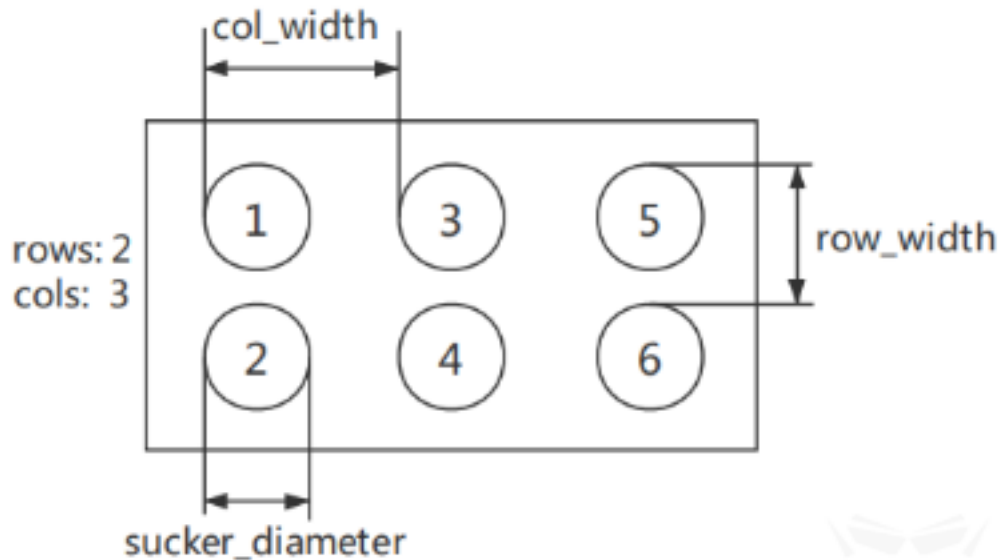 col_width
1 3 5
row_width
rows: 2
cols: 3
2 4 6
sucker_diameter